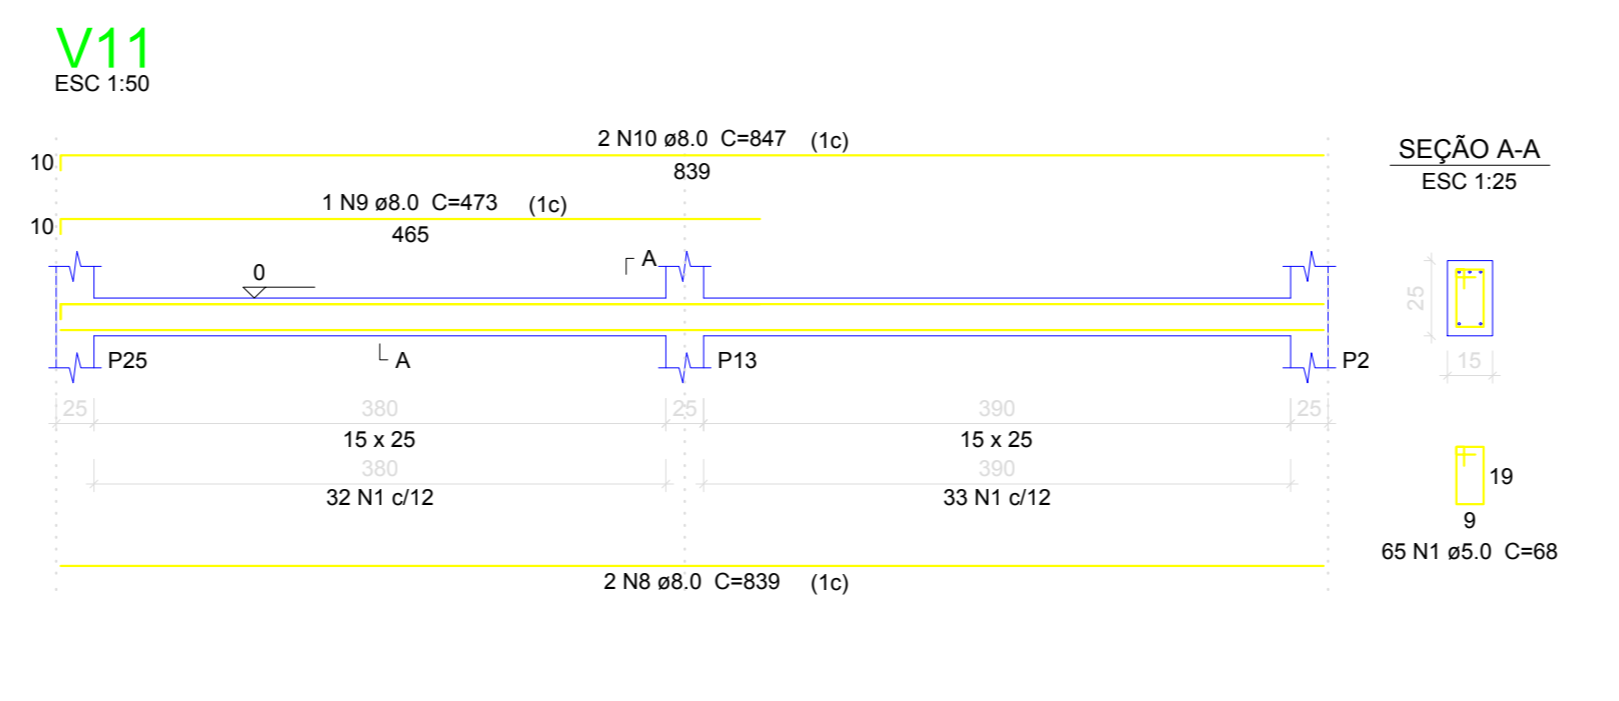 V11
ESC 1:50
2 N10 ø8.0 C=847 (1c)
10
839
1 N9 ø8.0 C=473 (1c)
10
465
A
0
P25
A
P13
P2
25
380
25
390
25
15 x 25
15 x 25
380
390
32 N1 c/12
33 N1 c/12
2 N8 ø8.0 C=839 (1c)
SEÇÃO A-A
ESC 1:25
25
15
19
9
65 N1 ø5.0 C=68